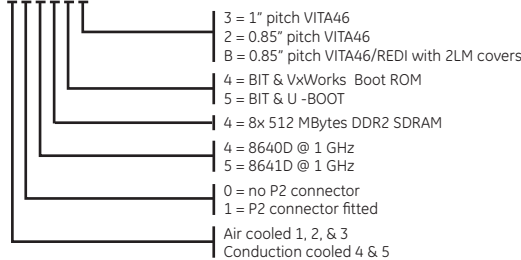 3 = 1” pitch VITA46
2 = 0.85” pitch VITA46
B = 0.85” pitch VITA46/REDI with 2LM covers
4 = BIT & VxWorks Boot ROM
5 = BIT & U -BOOT
4 = 8x 512 MBytes DDR2 SDRAM
4 = 8640D @ 1 GHz
5 = 8641D @ 1 GHz
0 = no P2 connector
1 = P2 connector fitted
Air cooled 1, 2, & 3
Conduction cooled 4 & 5